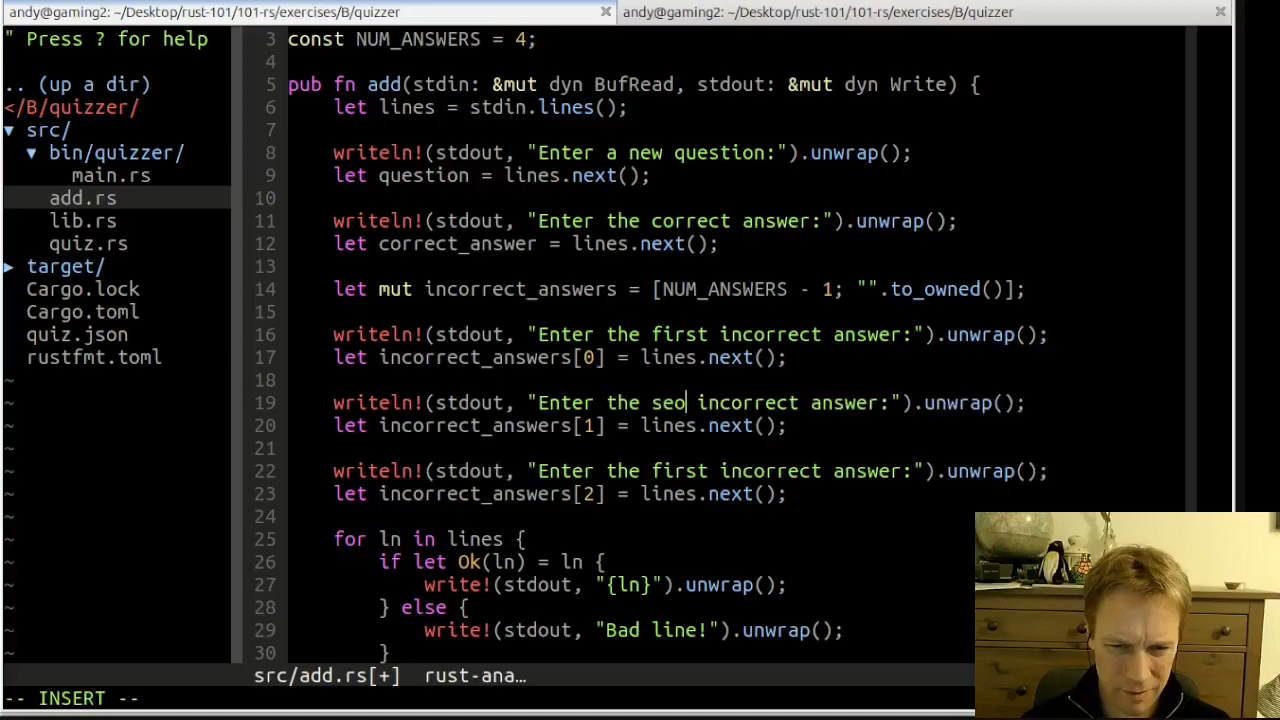 andy@gaming2: ~/Desktop/rust-101/101-rs/exercises/B/quizzer × andy@gaming2: ~/Desktop/rust-101/101-rs/exercises/B/quizzer ×
" Press ? for help
.. (up a dir)
</B/quizzer/
▼ src/
▼ bin/quizzer/
main.rs
add.rs
lib.rs
quiz.rs
▶ target/
Cargo.lock
Cargo.toml
quiz.json
rustfmt.toml
~
~
~
~
~
~
~
~
~
~
~
~
~
3 const NUM_ANSWERS = 4;
4
5 pub fn add(stdin: &mut dyn BufRead, stdout: &mut dyn Write) {
6 let lines = stdin.lines();
7
8 writeln!(stdout, "Enter a new question:").unwrap();
9 let question = lines.next();
10
11 writeln!(stdout, "Enter the correct answer:").unwrap();
12 let correct_answer = lines.next();
13
14 let mut incorrect_answers = [NUM_ANSWERS - 1; "".to_owned()];
15
16 writeln!(stdout, "Enter the first incorrect answer:").unwrap();
17 let incorrect_answers[0] = lines.next();
18
19 writeln!(stdout, "Enter the seo incorrect answer:").unwrap();
20 let incorrect_answers[1] = lines.next();
21
22 writeln!(stdout, "Enter the first incorrect answer:").unwrap();
23 let incorrect_answers[2] = lines.next();
24
25 for ln in lines {
26 if let Ok(ln) = ln {
27 write!(stdout, "{ln}").unwrap();
28 } else {
29 write!(stdout, "Bad line!").unwrap();
30 }
src/add.rs[+] rust-ana…
-- INSERT --